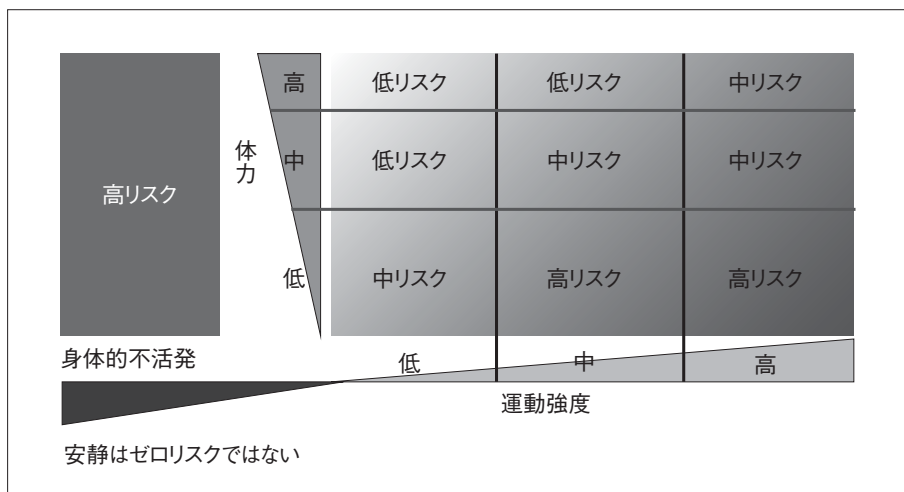 高 低リスク 低リスク 中リスク
体力 中 低リスク 中リスク 中リスク
高リスク
低 中リスク 高リスク 高リスク
身体的不活発
低 中 高
運動強度
安静はゼロリスクではない